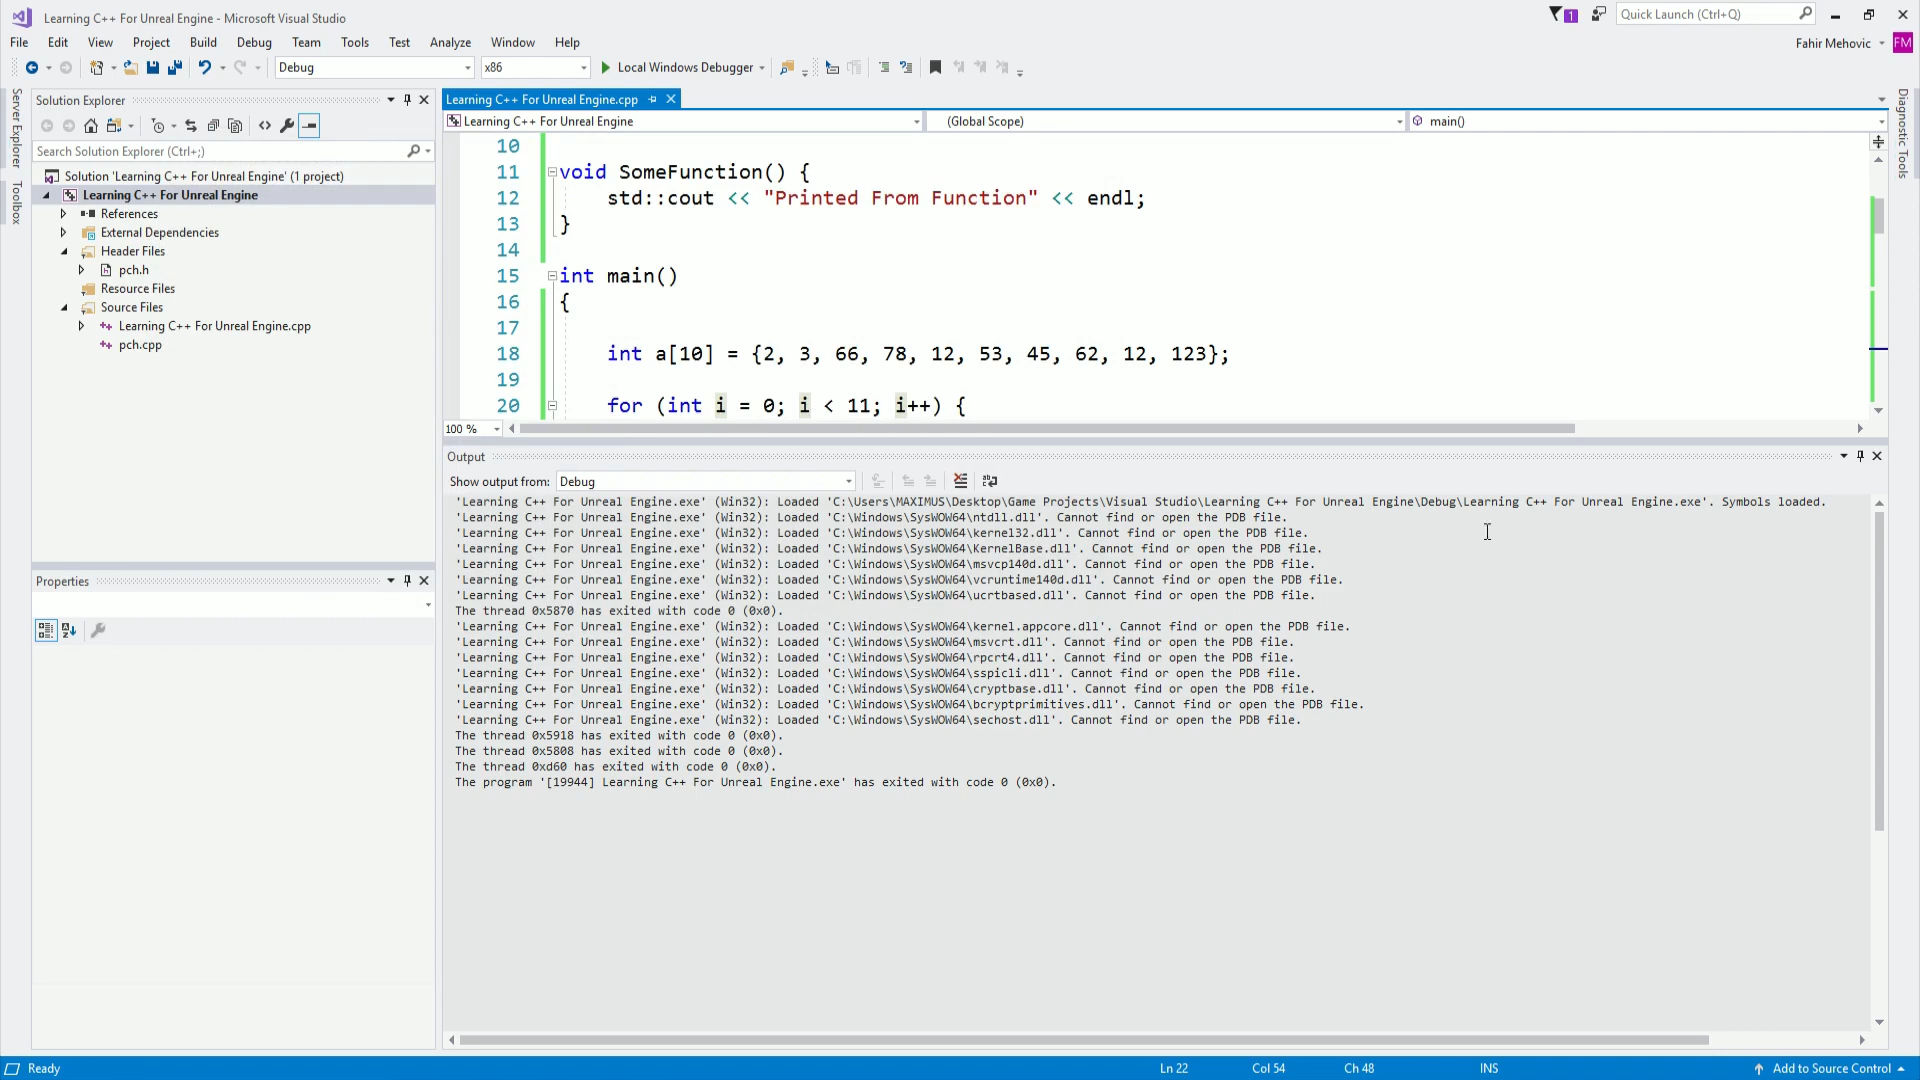 Learning C++ For Unreal Engine - Microsoft Visual Studio
1
Quick Launch (Ctrl+Q)
File Edit View Project Build Debug Team Tools Test Analyze Window Help
Fahir Mehovic FM
Debug x86 Local Windows Debugger
Server Explorer
Toolbox
Solution Explorer
Search Solution Explorer (Ctrl+;)
Solution 'Learning C++ For Unreal Engine' (1 project)
Learning C++ For Unreal Engine
References
External Dependencies
Header Files
pch.h
Resource Files
Source Files
Learning C++ For Unreal Engine.cpp
pch.cpp
Properties
Learning C++ For Unreal Engine.cpp
Learning C++ For Unreal Engine (Global Scope) main()
10
11 void SomeFunction() {
12 std::cout << "Printed From Function" << endl;
13 }
14
15 int main()
16 {
17
18 int a[10] = {2, 3, 66, 78, 12, 53, 45, 62, 12, 123};
19
20 for (int i = 0; i < 11; i++) {
100 %
Output
Show output from: Debug
'Learning C++ For Unreal Engine.exe' (Win32): Loaded 'C:\Users\MAXIMUS\Desktop\Game Projects\Visual Studio\Learning C++ For Unreal Engine\Debug\Learning C++ For Unreal Engine.exe'. Symbols loaded.
'Learning C++ For Unreal Engine.exe' (Win32): Loaded 'C:\Windows\SysWOW64\ntdll.dll'. Cannot find or open the PDB file.
'Learning C++ For Unreal Engine.exe' (Win32): Loaded 'C:\Windows\SysWOW64\kernel32.dll'. Cannot find or open the PDB file.
'Learning C++ For Unreal Engine.exe' (Win32): Loaded 'C:\Windows\SysWOW64\KernelBase.dll'. Cannot find or open the PDB file.
'Learning C++ For Unreal Engine.exe' (Win32): Loaded 'C:\Windows\SysWOW64\msvcp140d.dll'. Cannot find or open the PDB file.
'Learning C++ For Unreal Engine.exe' (Win32): Loaded 'C:\Windows\SysWOW64\vcruntime140d.dll'. Cannot find or open the PDB file.
'Learning C++ For Unreal Engine.exe' (Win32): Loaded 'C:\Windows\SysWOW64\ucrtbased.dll'. Cannot find or open the PDB file.
The thread 0x5870 has exited with code 0 (0x0).
'Learning C++ For Unreal Engine.exe' (Win32): Loaded 'C:\Windows\SysWOW64\kernel.appcore.dll'. Cannot find or open the PDB file.
'Learning C++ For Unreal Engine.exe' (Win32): Loaded 'C:\Windows\SysWOW64\msvcrt.dll'. Cannot find or open the PDB file.
'Learning C++ For Unreal Engine.exe' (Win32): Loaded 'C:\Windows\SysWOW64\rpcrt4.dll'. Cannot find or open the PDB file.
'Learning C++ For Unreal Engine.exe' (Win32): Loaded 'C:\Windows\SysWOW64\sspicli.dll'. Cannot find or open the PDB file.
'Learning C++ For Unreal Engine.exe' (Win32): Loaded 'C:\Windows\SysWOW64\cryptbase.dll'. Cannot find or open the PDB file.
'Learning C++ For Unreal Engine.exe' (Win32): Loaded 'C:\Windows\SysWOW64\bcryptprimitives.dll'. Cannot find or open the PDB file.
'Learning C++ For Unreal Engine.exe' (Win32): Loaded 'C:\Windows\SysWOW64\sechost.dll'. Cannot find or open the PDB file.
The thread 0x5918 has exited with code 0 (0x0).
The thread 0x5808 has exited with code 0 (0x0).
The thread 0xd60 has exited with code 0 (0x0).
The program '[19944] Learning C++ For Unreal Engine.exe' has exited with code 0 (0x0).
Diagnostic Tools
Ready Ln 22 Col 54 Ch 48 INS Add to Source Control